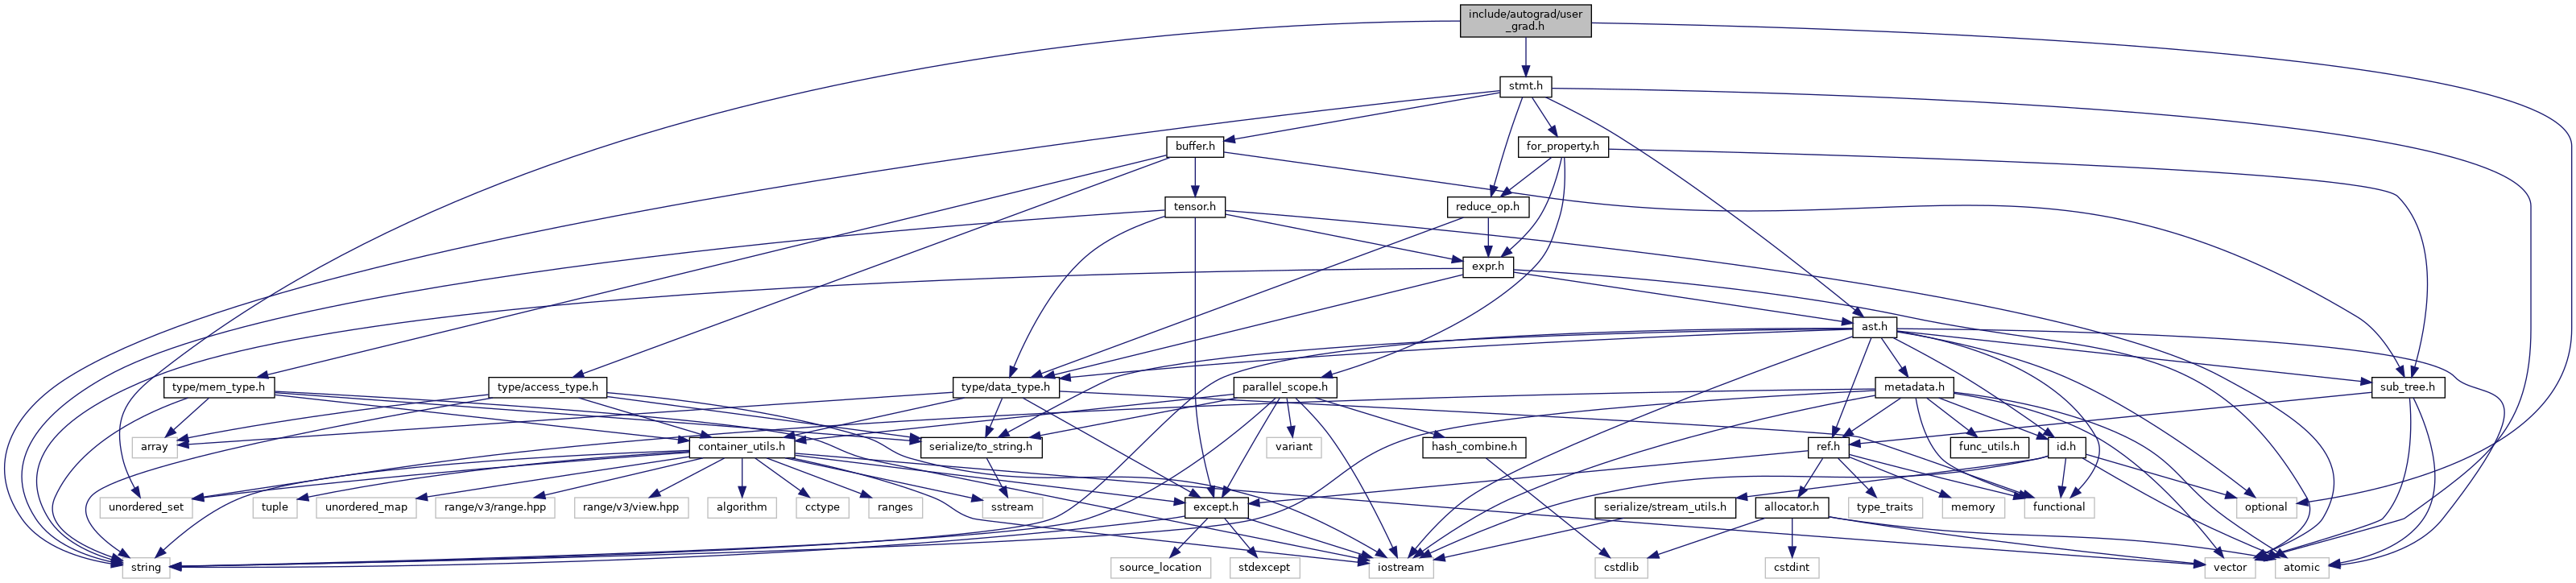 include/autograd/user
_grad.h
stmt.h
buffer.h
for_property.h
tensor.h
reduce_op.h
expr.h
ast.h
type/mem_type.h
type/access_type.h
type/data_type.h
parallel_scope.h
metadata.h
sub_tree.h
array
container_utils.h
serialize/to_string.h
variant
hash_combine.h
ref.h
func_utils.h
id.h
unordered_set
tuple
unordered_map
range/v3/range.hpp
range/v3/view.hpp
algorithm
cctype
ranges
sstream
except.h
serialize/stream_utils.h
allocator.h
type_traits
memory
functional
optional
string
source_location
stdexcept
iostream
cstdlib
cstdint
vector
atomic